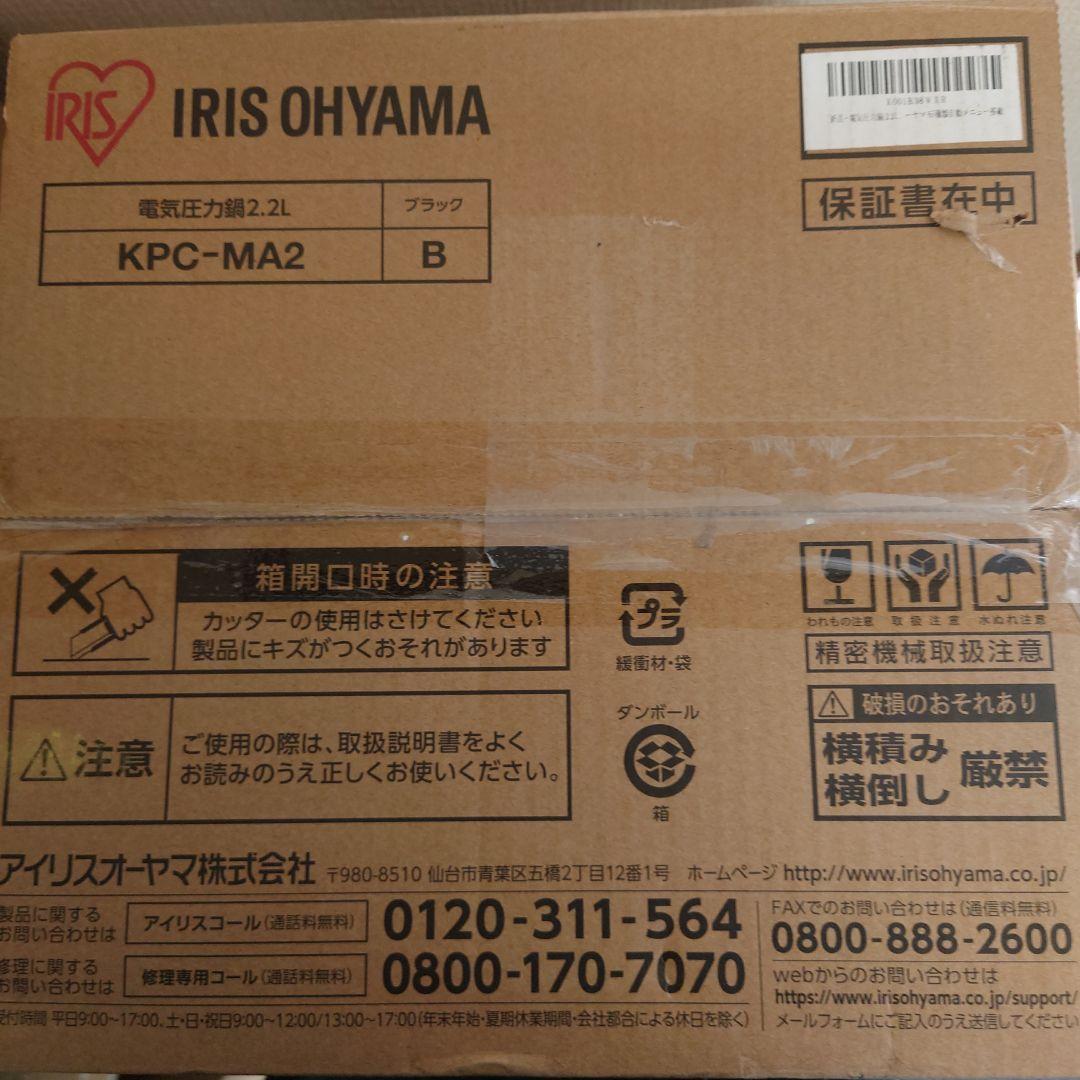 IRIS
IRIS OHYAMA
電気圧力鍋2.2L
ブラック
KPC-MA2
B
保証書在中
箱開口時の注意
カッターの使用はさけてください
製品にキズがつくおそれがあります
プラ
緩衝材・袋
われもの注意
取扱注意
水ぬれ注意
精密機械取扱注意
注意
ご使用の際は、取扱説明書をよく
お読みのうえ正しくお使いください。
ダンボール
箱
破損のおそれあり
横積み
横倒し
厳禁
アイリスオーヤマ株式会社
〒980-8510 仙台市青葉区五橋2丁目12番1号
ホームページ http://www.irisohyama.co.jp/
製品に関する
お問い合わせは
アイリスコール(通話料無料)
0120-311-564
修理に関する
お問い合わせは
修理専用コール(通話料無料)
0800-170-7070
受付時間 平日9:00~17:00、土・日・祝日9:00~12:00/13:00~17:00(年末年始・夏期休業期間・会社都合による休日を除く)
FAXでのお問い合わせは(通信料無料)
0800-888-2600
webからのお問い合わせは
https://www.irisohyama.co.jp/support/
メールフォームにご記入のうえ送信してください